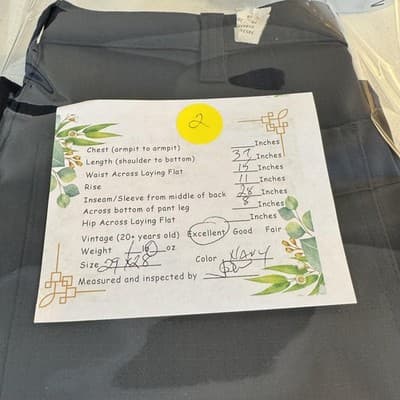 2
Chest (armpit to armpit) Inches
Length (shoulder to bottom) 37 Inches
Waist Across Laying Flat 15 Inches
Rise 11 Inches
Inseam/Sleeve from middle of back 28 Inches
Across bottom of pant leg 8 Inches
Hip Across Laying Flat Inches
Vintage (20+ years old) Excellent Good Fair
Weight oz
Size 29 x 28 Color Navy
Measured and inspected by